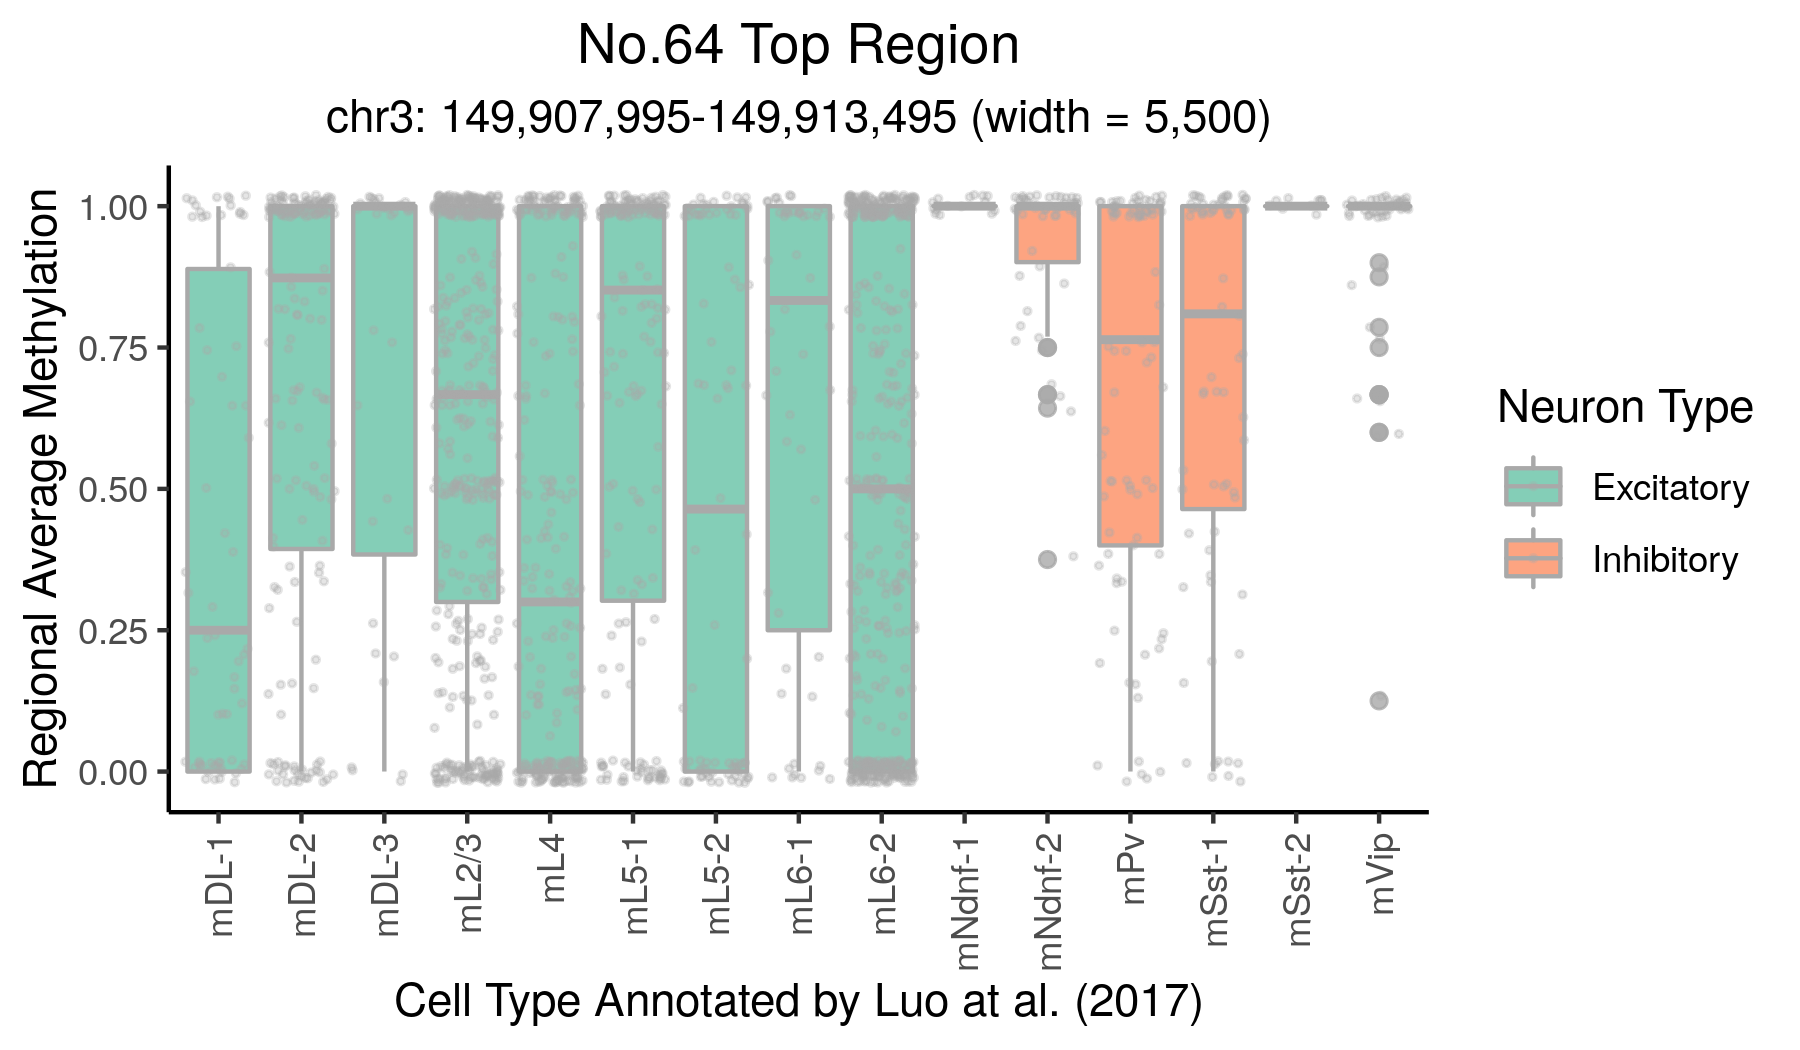 No.64 Top Region
chr3: 149,907,995-149,913,495 (width = 5,500)
Regional Average Methylation
1.00
0.75
0.50
0.25
0.00
mDL-1
mDL-2
mDL-3
mL2/3
mL4
mL5-1
mL5-2
mL6-1
mL6-2
mNdnf-1
mNdnf-2
mPv
mSst-1
mSst-2
mVip
Cell Type Annotated by Luo at al. (2017)
Neuron Type
Excitatory
Inhibitory